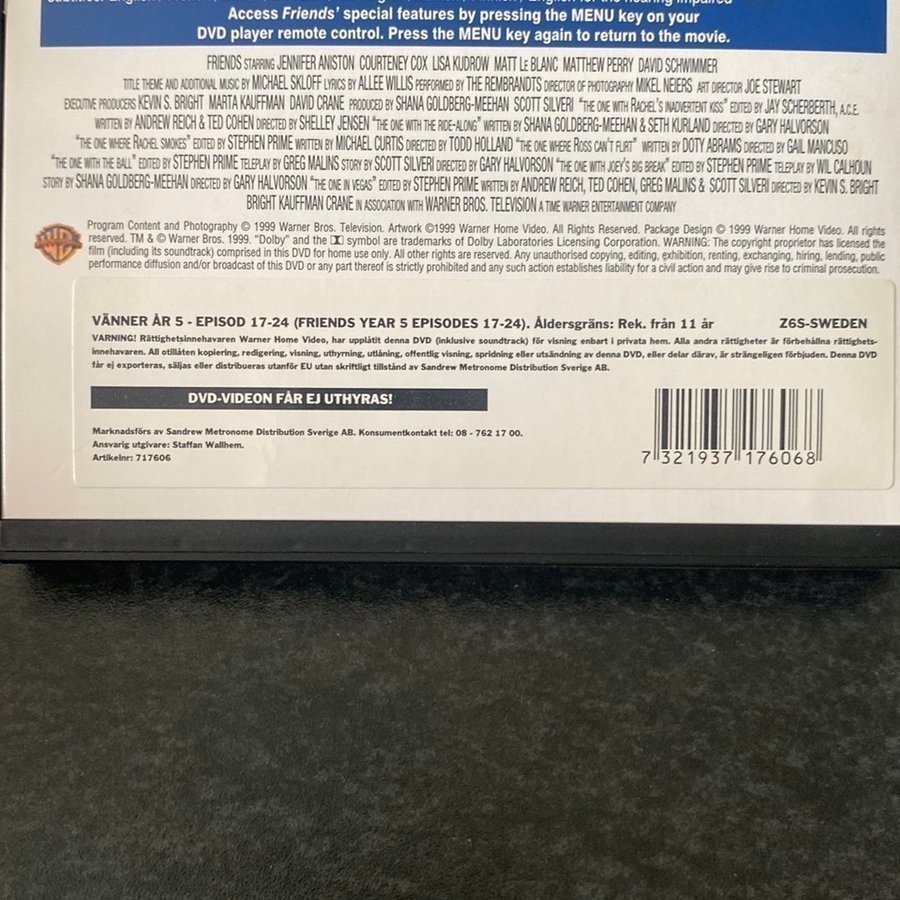 Access Friends' special features by pressing the MENU key on your
DVD player remote control. Press the MENU key again to return to the movie.
FRIENDS STARRING JENNIFER ANISTON COURTENEY COX LISA KUDROW MATT LE BLANC MATTHEW PERRY DAVID SCHWIMMER
TITLE THEME AND ADDITIONAL MUSIC BY MICHAEL SKLOFF LYRICS BY ALLEE WILLIS PERFORMED BY THE REMBRANDTS DIRECTOR OF PHOTOGRAPHY MIKEL NEIERS ART DIRECTOR JOE STEWART
EXECUTIVE PRODUCERS KEVIN S. BRIGHT MARTA KAUFFMAN DAVID CRANE PRODUCED BY SHANA GOLDBERG-MEEHAN SCOTT SILVERI "THE ONE WITH RACHEL'S INADVERTENT KISS" EDITED BY JAY SCHERBERTH, A.C.E.
WRITTEN BY ANDREW REICH & TED COHEN DIRECTED BY SHELLEY JENSEN "THE ONE WITH THE RIDE-ALONG" WRITTEN BY SHANA GOLDBERG-MEEHAN & SETH KURLAND DIRECTED BY GARY HALVORSON
"THE ONE WHERE RACHEL SMOKES" EDITED BY STEPHEN PRIME WRITTEN BY MICHAEL CURTIS DIRECTED BY TODD HOLLAND "THE ONE WHERE ROSS CAN'T FLIRT" WRITTEN BY DOTY ABRAMS DIRECTED BY GAIL MANCUSO
"THE ONE WITH THE BALL" EDITED BY STEPHEN PRIME TELEPLAY BY GREG MALINS STORY BY SCOTT SILVERI DIRECTED BY GARY HALVORSON "THE ONE WITH JOEY'S BIG BREAK" EDITED BY STEPHEN PRIME TELEPLAY BY WIL CALHOUN
STORY BY SHANA GOLDBERG-MEEHAN DIRECTED BY GARY HALVORSON "THE ONE IN VEGAS" EDITED BY STEPHEN PRIME WRITTEN BY ANDREW REICH, TED COHEN, GREG MALINS & SCOTT SILVERI DIRECTED BY KEVIN S. BRIGHT
BRIGHT KAUFFMAN CRANE IN ASSOCIATION WITH WARNER BROS. TELEVISION A TIME WARNER ENTERTAINMENT COMPANY
Program Content and Photography © 1999 Warner Bros. Television. Artwork ©1999 Warner Home Video. All Rights Reserved. Package Design © 1999 Warner Home Video. All rights
reserved. TM & © Warner Bros. 1999. "Dolby" and the symbol are trademarks of Dolby Laboratories Licensing Corporation. WARNING: The copyright proprietor has licensed the
film (including its soundtrack) comprised in this DVD for home use only. All other rights are reserved. Any unauthorised copying, editing, exhibition, renting, exchanging, hiring, lending, public
performance diffusion and/or broadcast of this DVD or any part thereof is strictly prohibited and any such action establishes liability for a civil action and may give rise to criminal prosecution.
VÄNNER ÅR 5 - EPISOD 17-24 (FRIENDS YEAR 5 EPISODES 17-24). Åldersgräns: Rek. från 11 år Z6S-SWEDEN
VARNING! Rättighetsinnehavaren Warner Home Video, har upplåtit denna DVD (inklusive soundtrack) för visning enbart i privata hem. Alla andra rättigheter är förbehållna rättighets-
innehavaren. All otillåten kopiering, redigering, visning, uthyrning, utlåning, offentlig visning, spridning eller utsändning av denna DVD, eller delar därav, är strängeligen förbjuden. Denna DVD
får ej exporteras, säljas eller distribueras utanför EU utan skriftligt tillstånd av Sandrew Metronome Distribution Sverige AB.
DVD-VIDEON FÅR EJ UTHYRAS!
Marknadsförs av Sandrew Metronome Distribution Sverige AB. Konsumentkontakt tel: 08 - 762 17 00.
Ansvarig utgivare: Staffan Wallhem.
Artikelnr: 717606
7 321937 176068